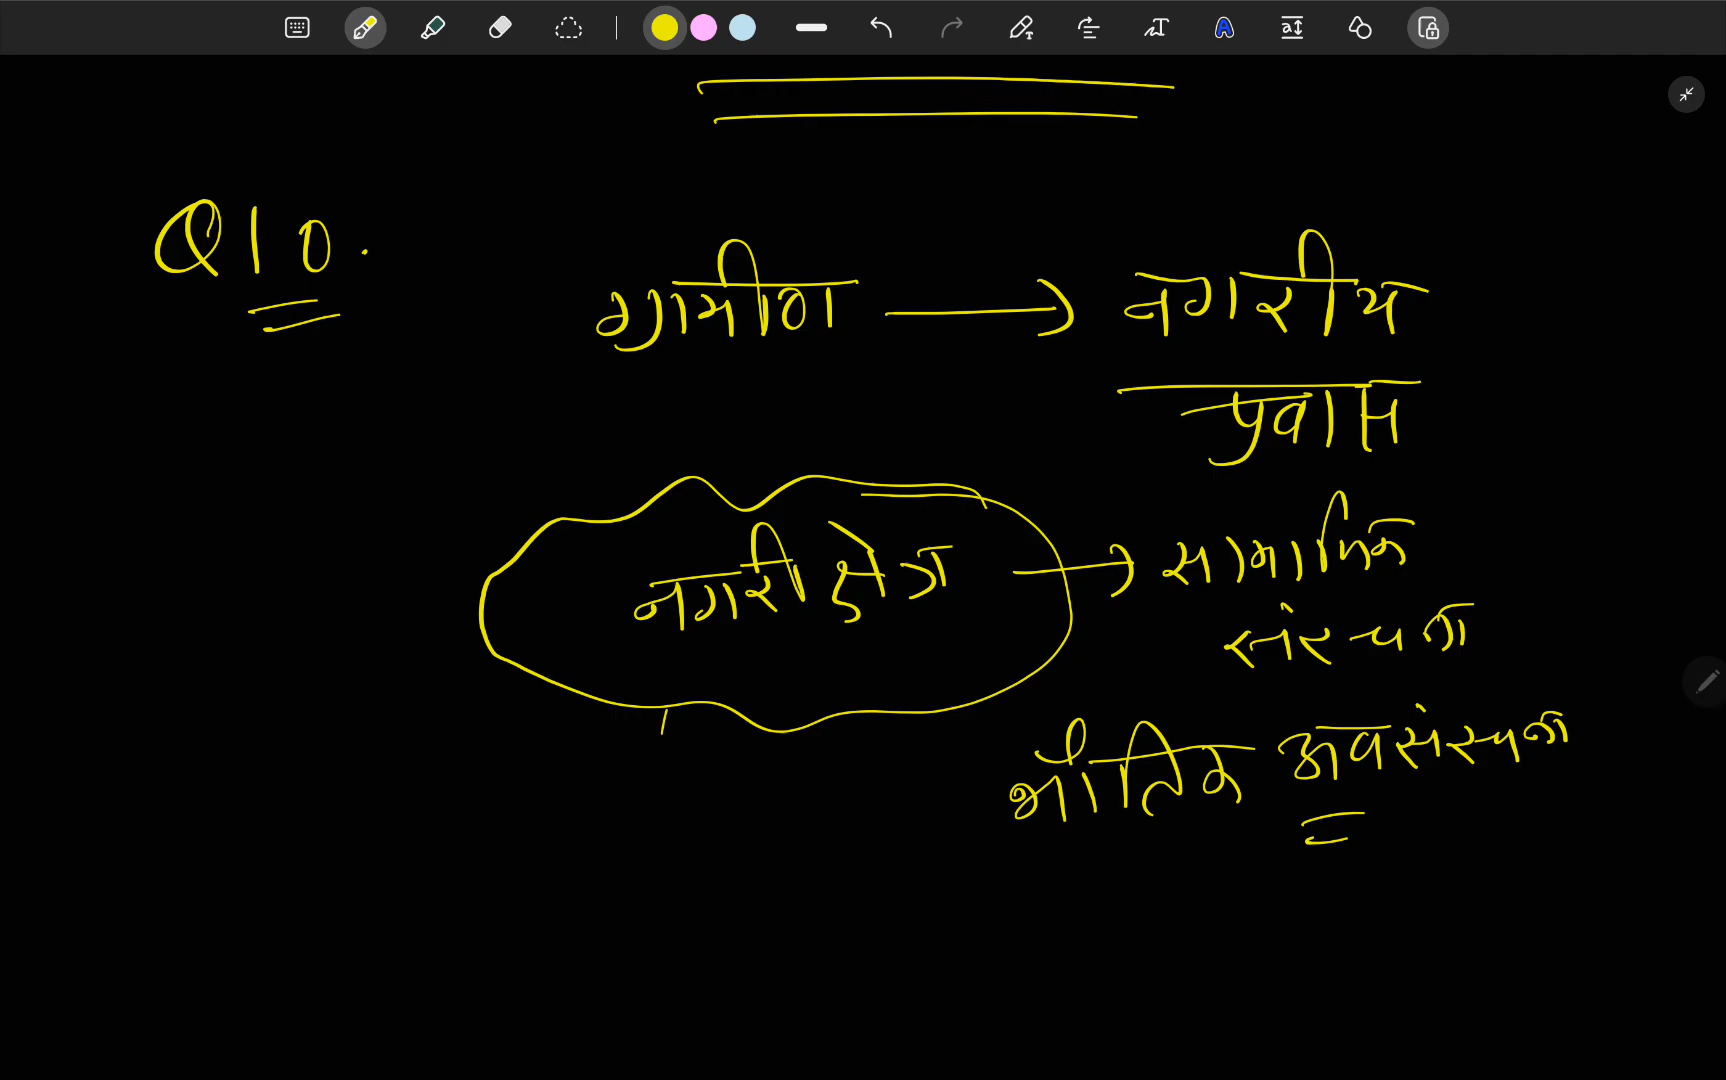 Q10.
ग्रामीण → नगरीय
प्रवास
नगरी क्षेत्र → सामाजिक
संरचना
भौतिक अवसंरचना